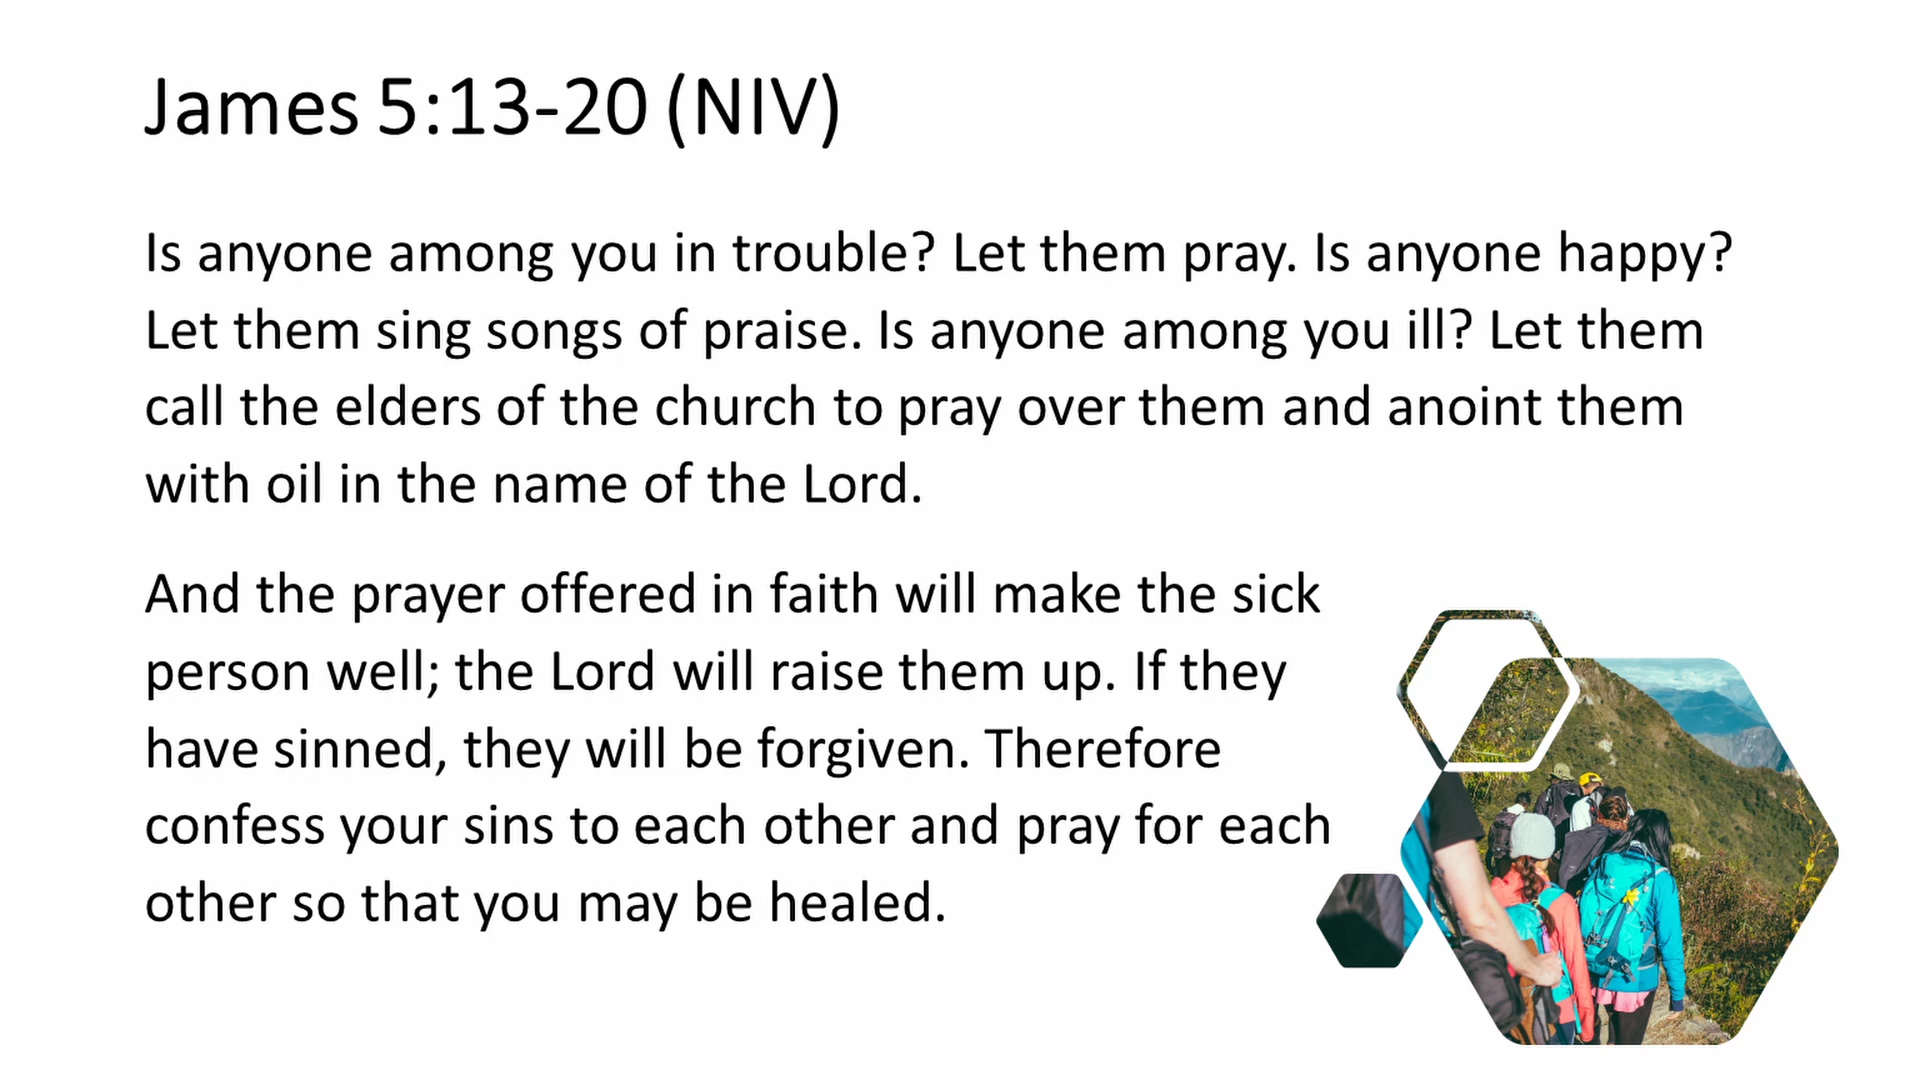 James 5:13-20 (NIV)
Is anyone among you in trouble? Let them pray. Is anyone happy?
Let them sing songs of praise. Is anyone among you ill? Let them
call the elders of the church to pray over them and anoint them
with oil in the name of the Lord.
And the prayer offered in faith will make the sick
person well; the Lord will raise them up. If they
have sinned, they will be forgiven. Therefore
confess your sins to each other and pray for each
other so that you may be healed.